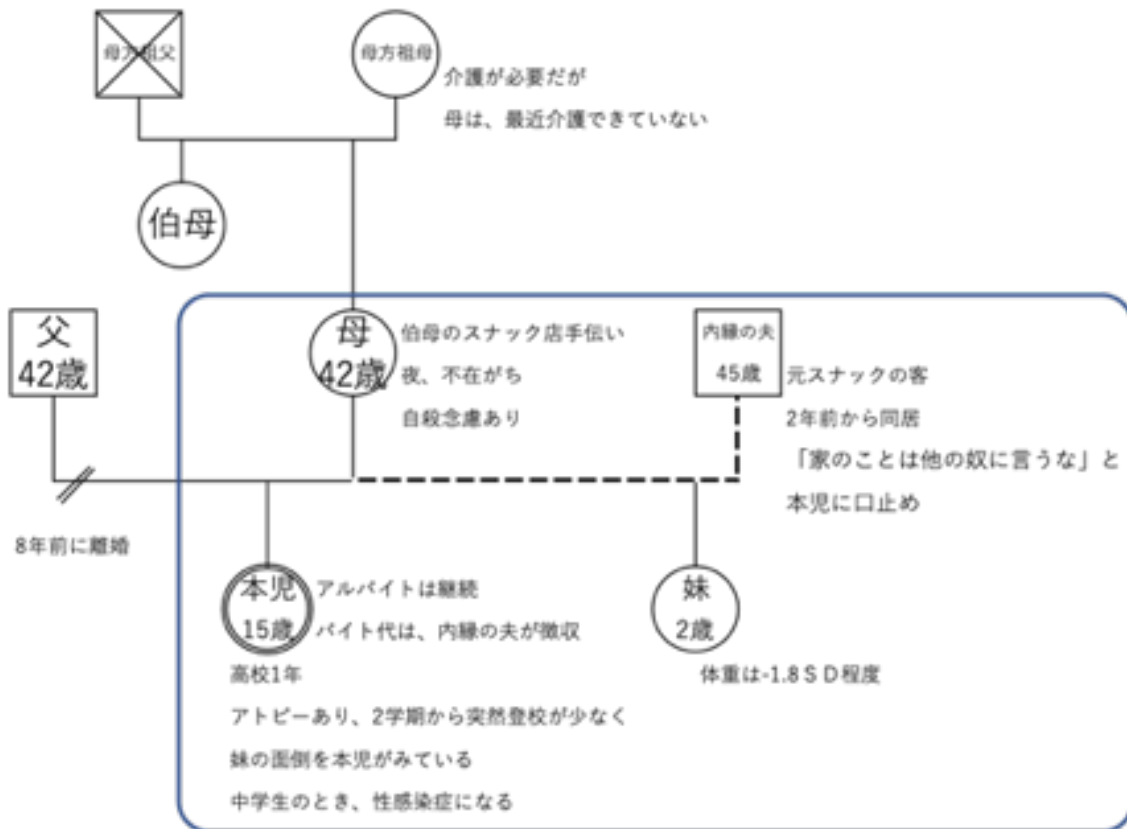 母方祖父
母方祖母
介護が必要だが
母は、最近介護できていない
伯母
父
42歳
母
42歳
伯母のスナック店手伝い
夜、不在がち
自殺念慮あり
内縁の夫
45歳
元スナックの客
2年前から同居
「家のことは他の奴に言うな」と
本児に口止め
8年前に離婚
本児
15歳
アルバイトは継続
バイト代は、内縁の夫が徴収
高校1年
アトピーあり、2学期から突然登校が少なく
妹の面倒を本児がみている
中学生のとき、性感染症になる
妹
2歳
体重は-1.8ＳＤ程度